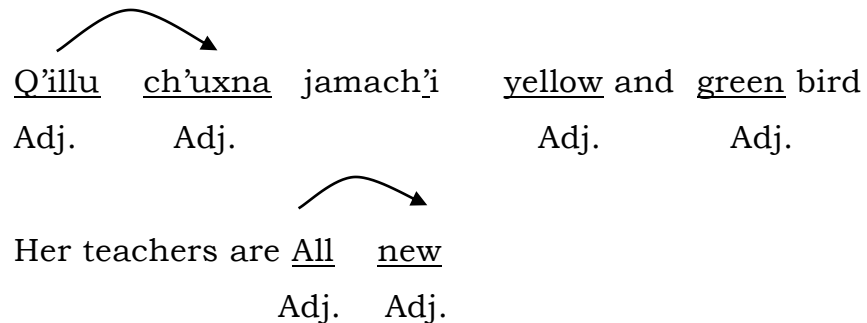 Q’illu ch’uxna jamach’i yellow and green bird
Adj. Adj. Adj. Adj.
Her teachers are All new
Adj. Adj.